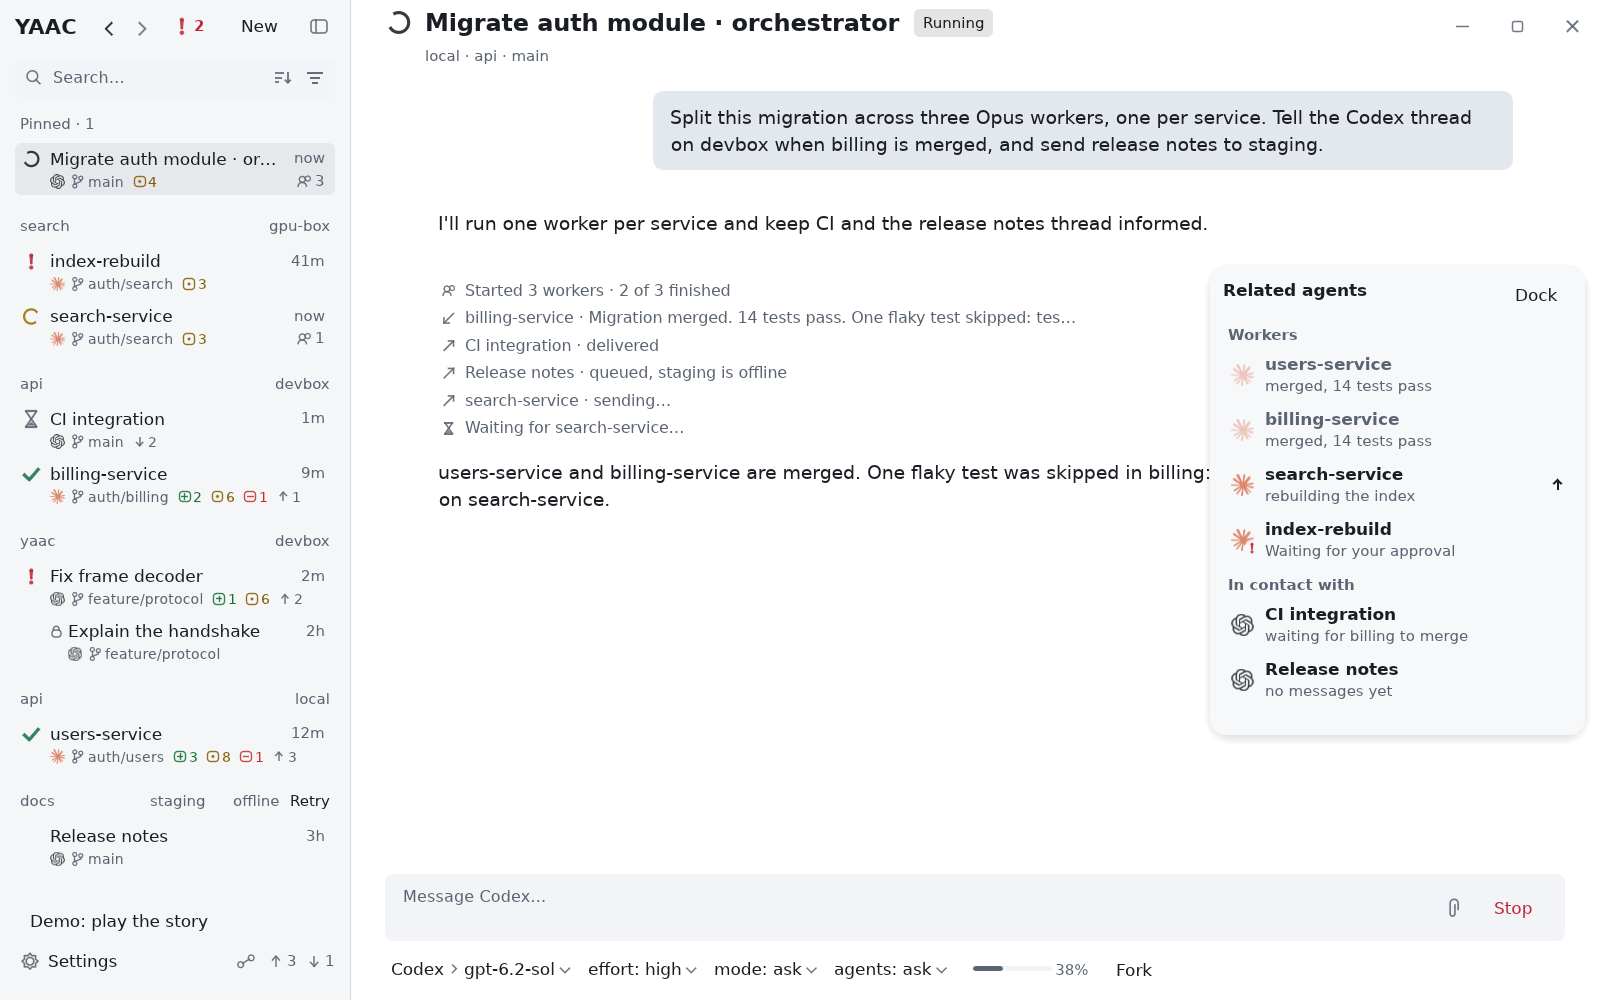 YAAC
2
New
Search...
Pinned · 1
Migrate auth module · or...
now
main
4
3
search
gpu-box
index-rebuild
41m
auth/search
3
search-service
now
auth/search
3
1
api
devbox
CI integration
1m
main
2
billing-service
9m
auth/billing
2
6
1
1
yaac
devbox
Fix frame decoder
2m
feature/protocol
1
6
2
Explain the handshake
2h
feature/protocol
api
local
users-service
12m
auth/users
3
8
1
3
docs
staging
offline
Retry
Release notes
3h
main
Demo: play the story
Settings
3
1
Migrate auth module · orchestrator
Running
local · api · main
Split this migration across three Opus workers, one per service. Tell the Codex thread
on devbox when billing is merged, and send release notes to staging.
I'll run one worker per service and keep CI and the release notes thread informed.
Started 3 workers · 2 of 3 finished
billing-service · Migration merged. 14 tests pass. One flaky test skipped: tes...
CI integration · delivered
Release notes · queued, staging is offline
search-service · sending...
Waiting for search-service...
users-service and billing-service are merged. One flaky test was skipped in billing:
on search-service.
Related agents
Dock
Workers
users-service
merged, 14 tests pass
billing-service
merged, 14 tests pass
search-service
rebuilding the index
index-rebuild
Waiting for your approval
In contact with
CI integration
waiting for billing to merge
Release notes
no messages yet
Message Codex...
Stop
Codex
gpt-6.2-sol
effort: high
mode: ask
agents: ask
38%
Fork